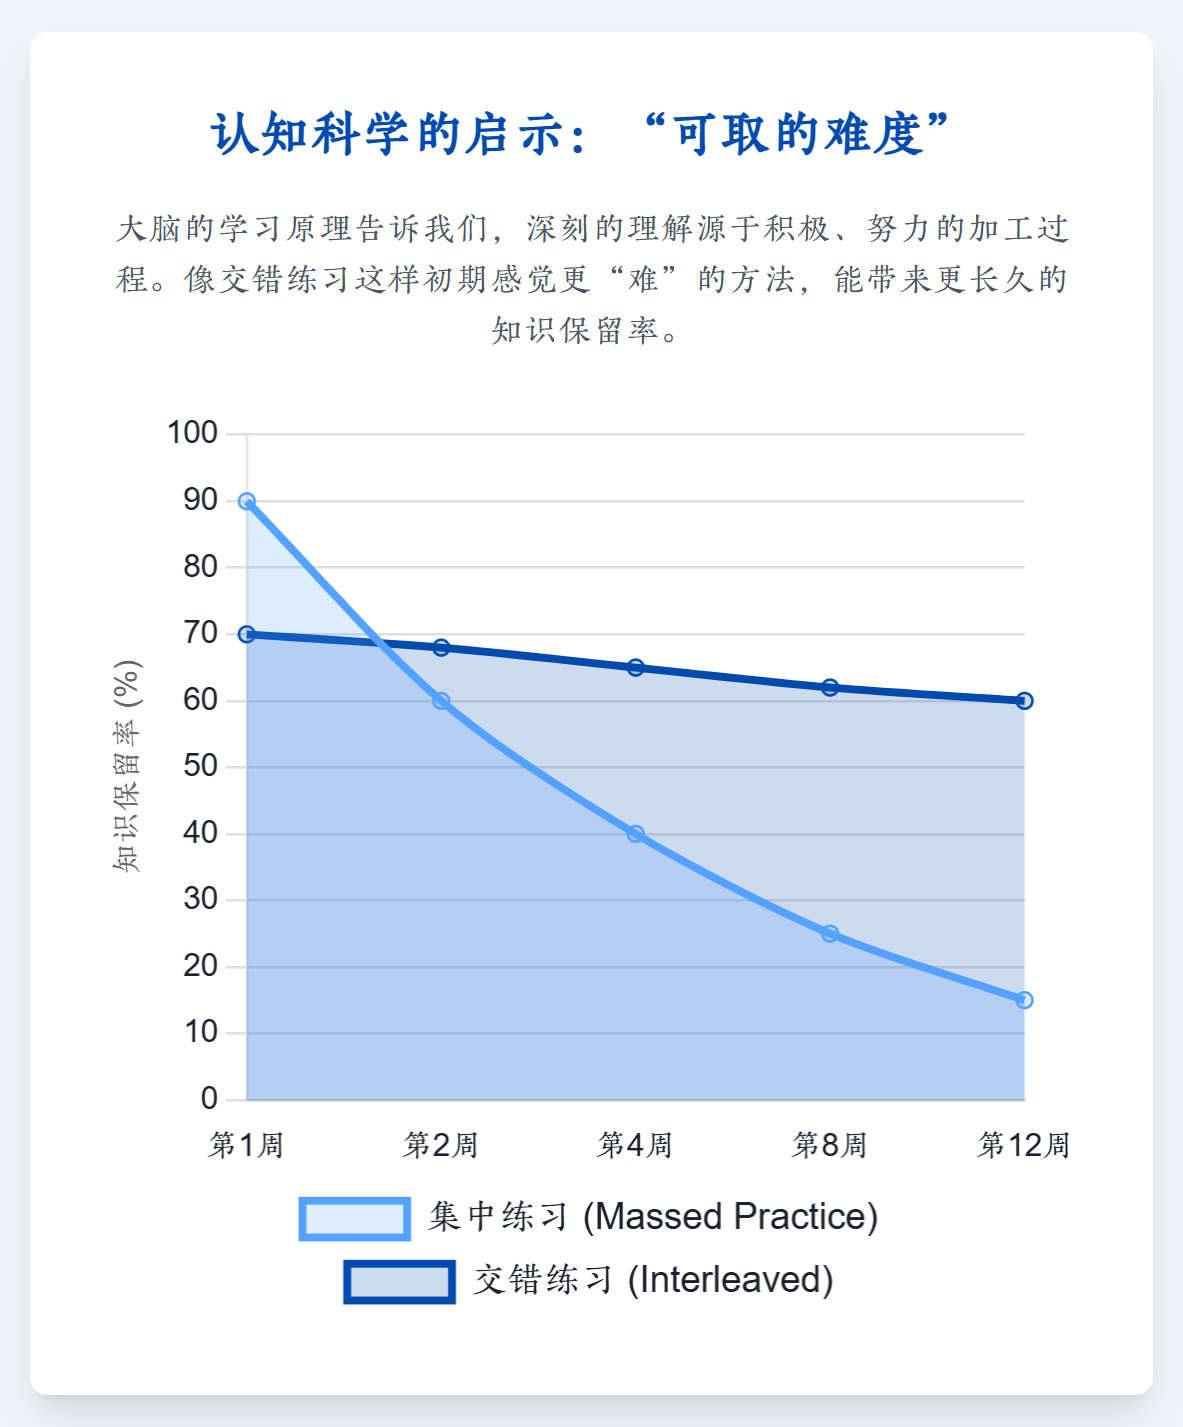 认知科学的启示：“可取的难度”
大脑的学习原理告诉我们，深刻的理解源于积极、努力的加工过
程。像交错练习这样初期感觉更“难”的方法，能带来更长久的
知识保留率。
知识保留率 (%)
100
90
80
70
60
50
40
30
20
10
0
第1周 第2周 第4周 第8周 第12周
集中练习 (Massed Practice)
交错练习 (Interleaved)